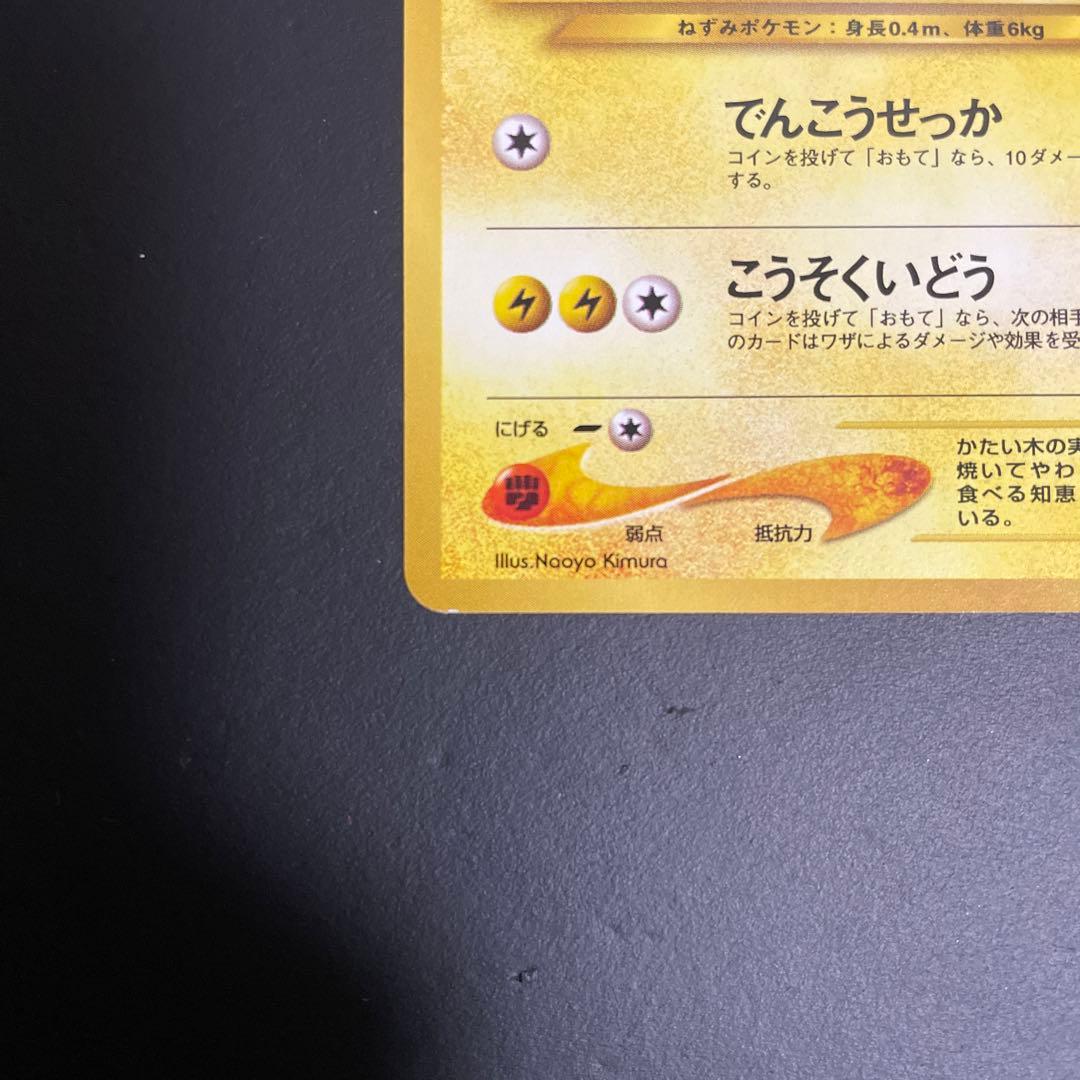 ねずみポケモン：身長0.4m、体重6kg
でんこうせっか
コインを投げて「おもて」なら、10ダメー
する。
こうそくいどう
コインを投げて「おもて」なら、次の相手
のカードはワザによるダメージや効果を受
にげる
かたい木の実
焼いてやわ
食べる知恵
いる。
弱点
抵抗力
Illus.Naoyo Kimura